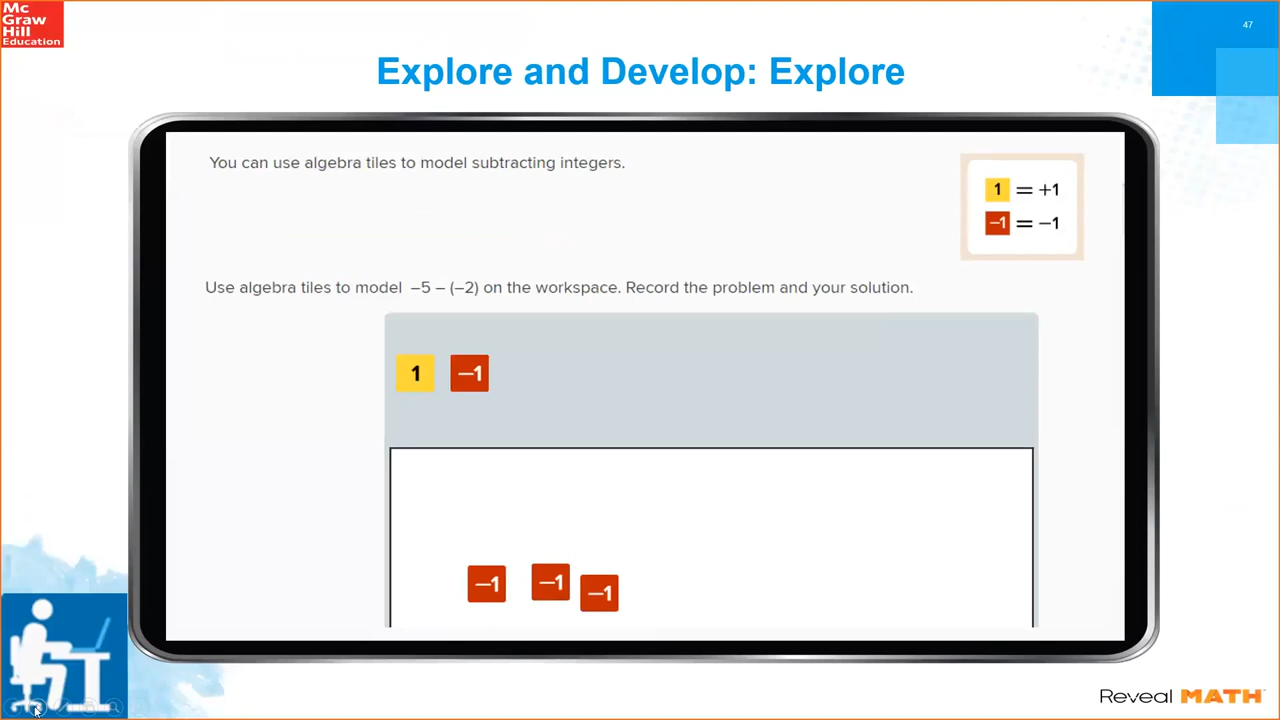 Mc
Graw
Hill
Education
47
Explore and Develop: Explore
You can use algebra tiles to model subtracting integers.
1 = +1
−1 = −1
Use algebra tiles to model −5 – (−2) on the workspace. Record the problem and your solution.
1 −1
−1 −1 −1
Reveal MATH